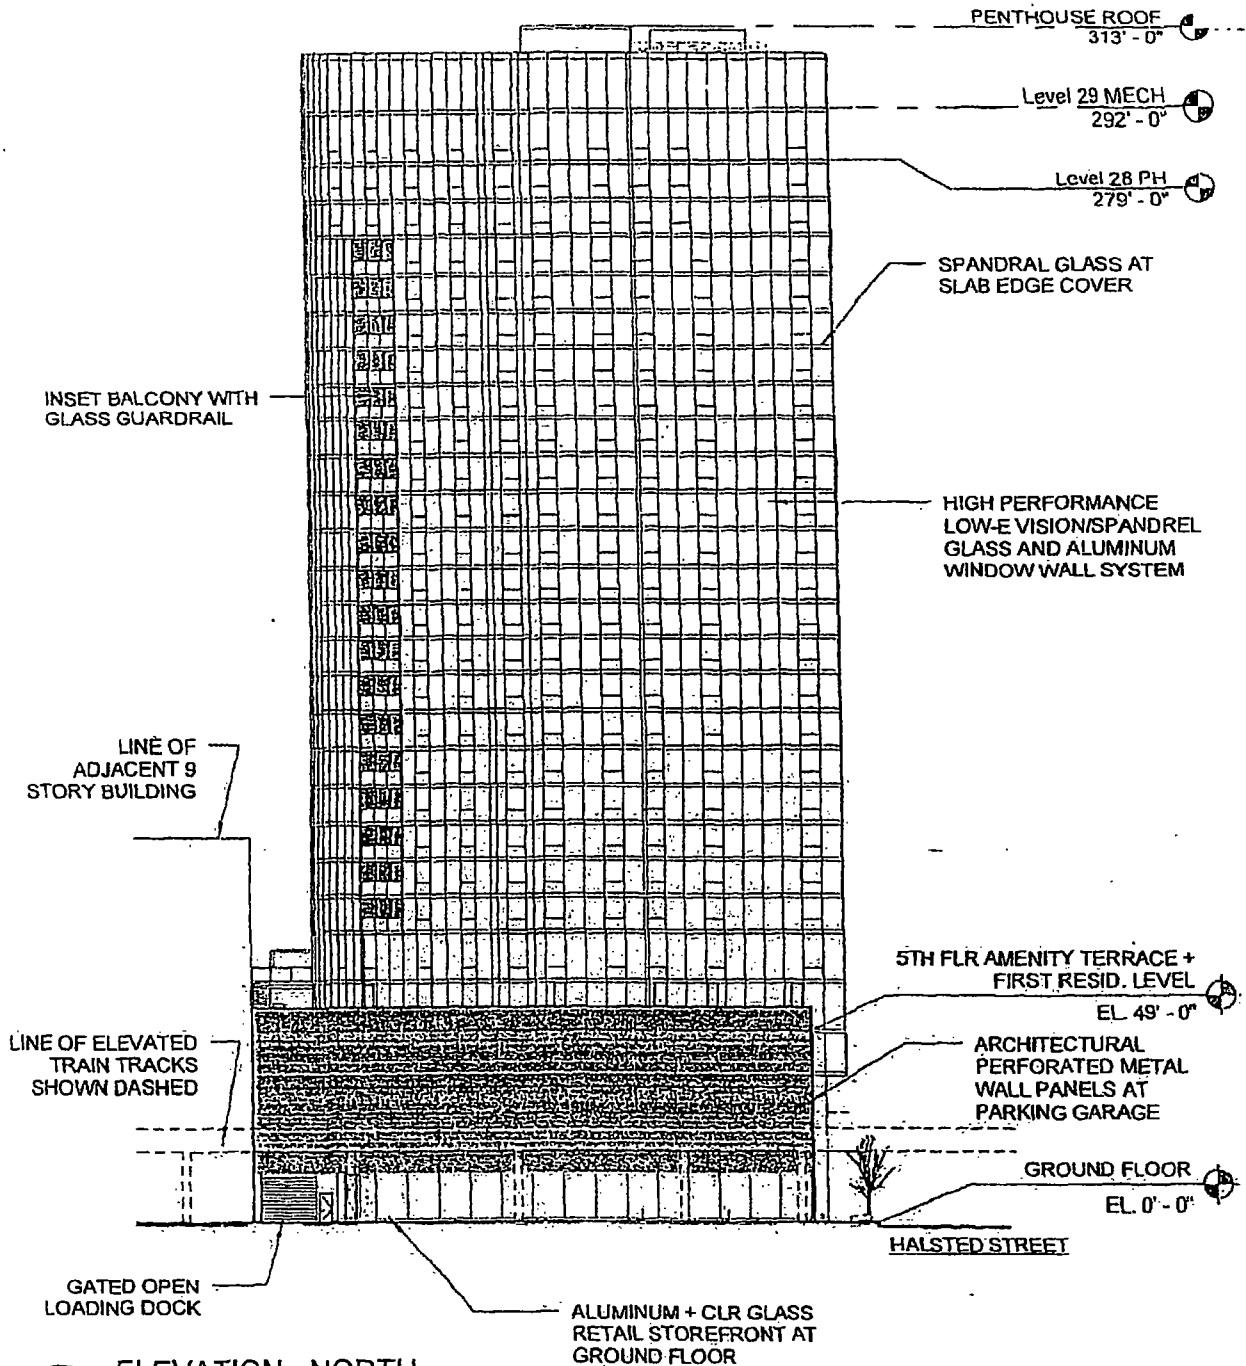 PENTHOUSE ROOF
313' - 0"
Level 29 MECH
292' - 0"
Level 28 PH
279' - 0"
SPANDRAL GLASS AT
SLAB EDGE COVER
INSET BALCONY WITH
GLASS GUARDRAIL
HIGH PERFORMANCE
LOW-E VISION/SPANDREL
GLASS AND ALUMINUM
WINDOW WALL SYSTEM
LINE OF
ADJACENT 9
STORY BUILDING
5TH FLR AMENITY TERRACE +
FIRST RESID. LEVEL
EL. 49' - 0"
LINE OF ELEVATED
TRAIN TRACKS
SHOWN DASHED
ARCHITECTURAL
PERFORATED METAL
WALL PANELS AT
PARKING GARAGE
GROUND FLOOR
EL. 0' - 0"
HALSTED STREET
GATED OPEN
LOADING DOCK
ALUMINUM + CLR GLASS
RETAIL STOREFRONT AT
GROUND FLOOR
ELEVATION - NORTH